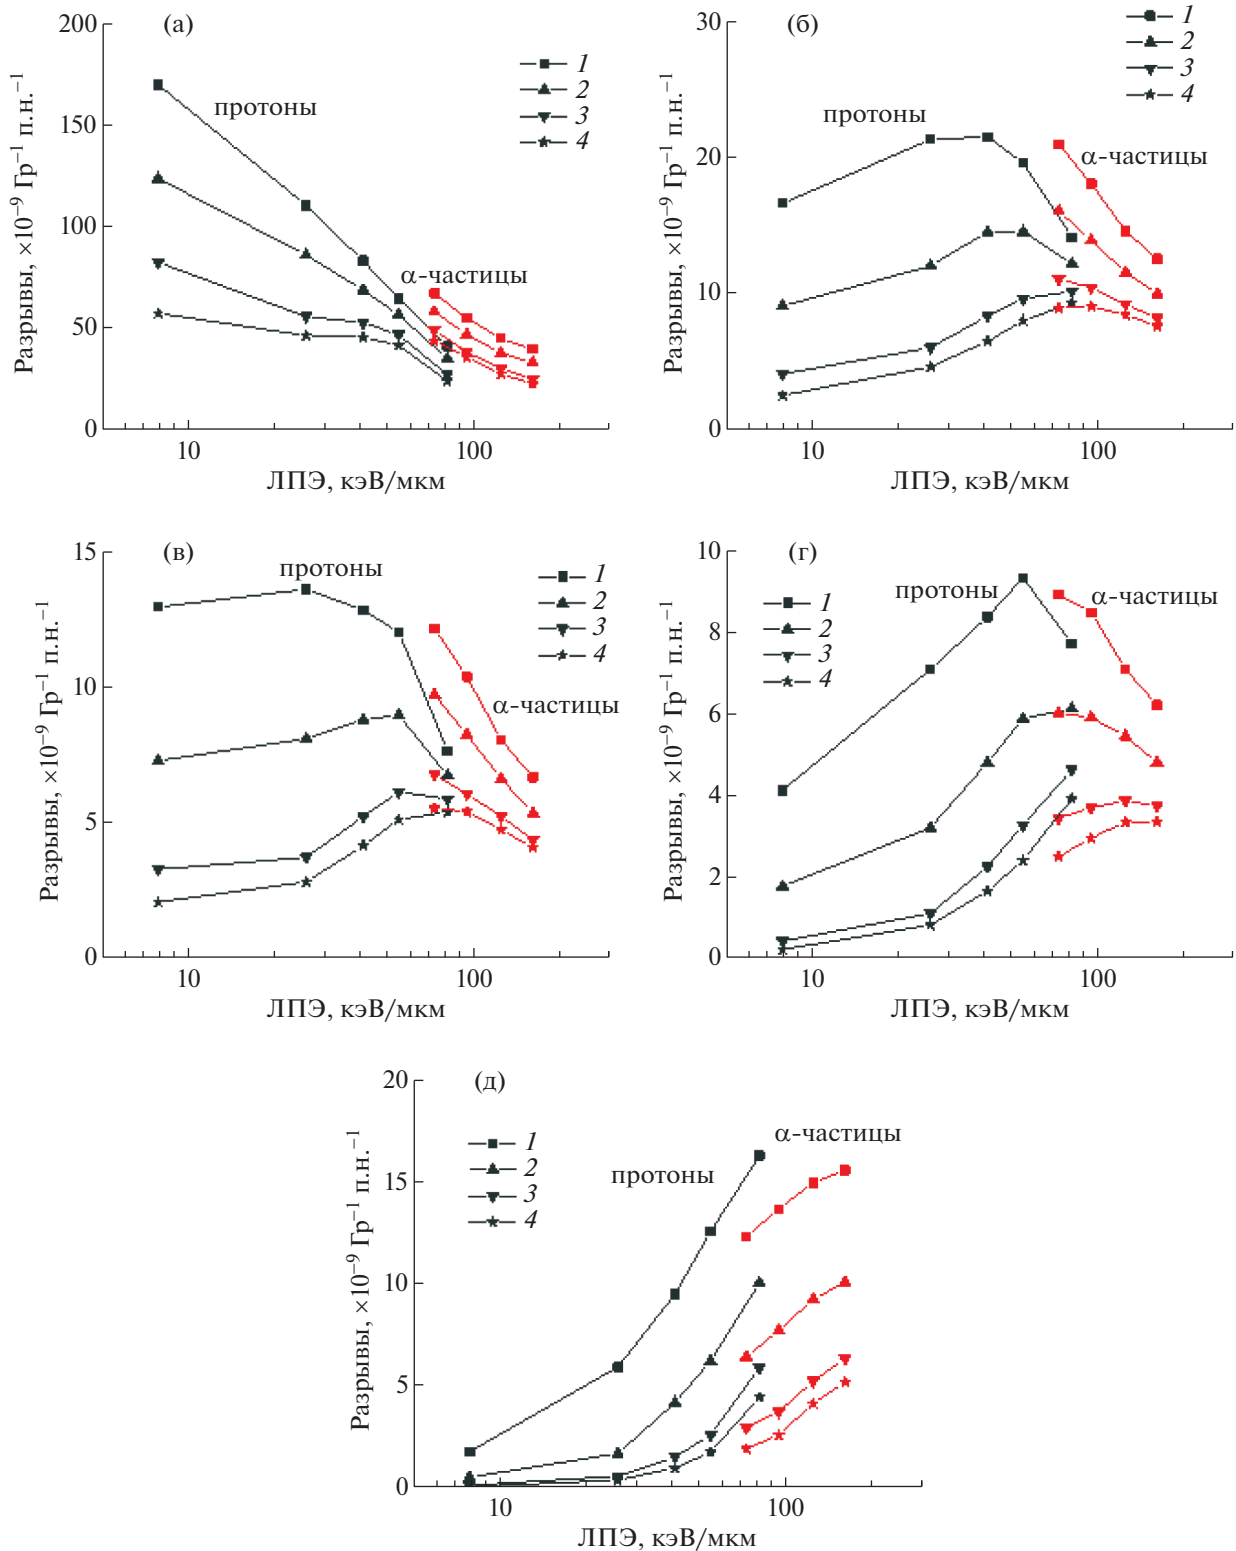 (а)
Разрывы, ×10⁻⁹ Гр⁻¹ п.н.⁻¹
200
150
100
50
0
протоны
α-частицы
1
2
3
4
10
100
ЛПЭ, кэВ/мкм
(б)
Разрывы, ×10⁻⁹ Гр⁻¹ п.н.⁻¹
30
20
10
0
протоны
α-частицы
1
2
3
4
10
100
ЛПЭ, кэВ/мкм
(в)
Разрывы, ×10⁻⁹ Гр⁻¹ п.н.⁻¹
15
10
5
0
протоны
α-частицы
1
2
3
4
10
100
ЛПЭ, кэВ/мкм
(г)
Разрывы, ×10⁻⁹ Гр⁻¹ п.н.⁻¹
10
8
6
4
2
0
протоны
α-частицы
1
2
3
4
10
100
ЛПЭ, кэВ/мкм
(д)
Разрывы, ×10⁻⁹ Гр⁻¹ п.н.⁻¹
20
15
10
5
0
протоны
α-частицы
1
2
3
4
10
100
ЛПЭ, кэВ/мкм